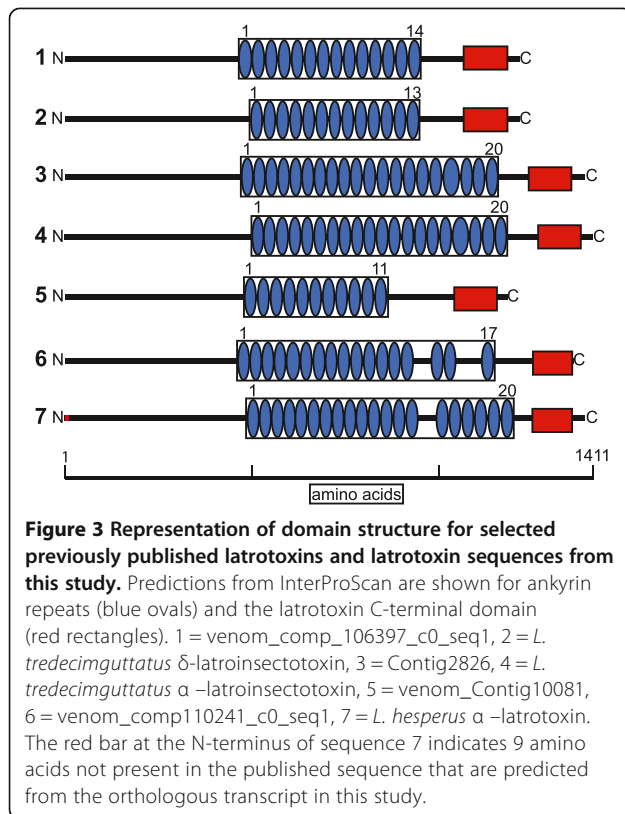 1 14
1 N C
1 13
2 N C
1 20
3 N C
1 20
4 N C
1 11
5 N C
1 17
6 N C
1 20
7 N C
1 1411
amino acids
Figure 3 Representation of domain structure for selected
previously published latrotoxins and latrotoxin sequences from
this study. Predictions from InterProScan are shown for ankyrin
repeats (blue ovals) and the latrotoxin C-terminal domain
(red rectangles). 1 = venom_comp_106397_c0_seq1, 2 = L.
tredecimguttatus δ-latroinsectotoxin, 3 = Contig2826, 4 = L.
tredecimguttatus α –latroinsectotoxin, 5 = venom_Contig10081,
6 = venom_comp110241_c0_seq1, 7 = L. hesperus α –latrotoxin.
The red bar at the N-terminus of sequence 7 indicates 9 amino
acids not present in the published sequence that are predicted
from the orthologous transcript in this study.